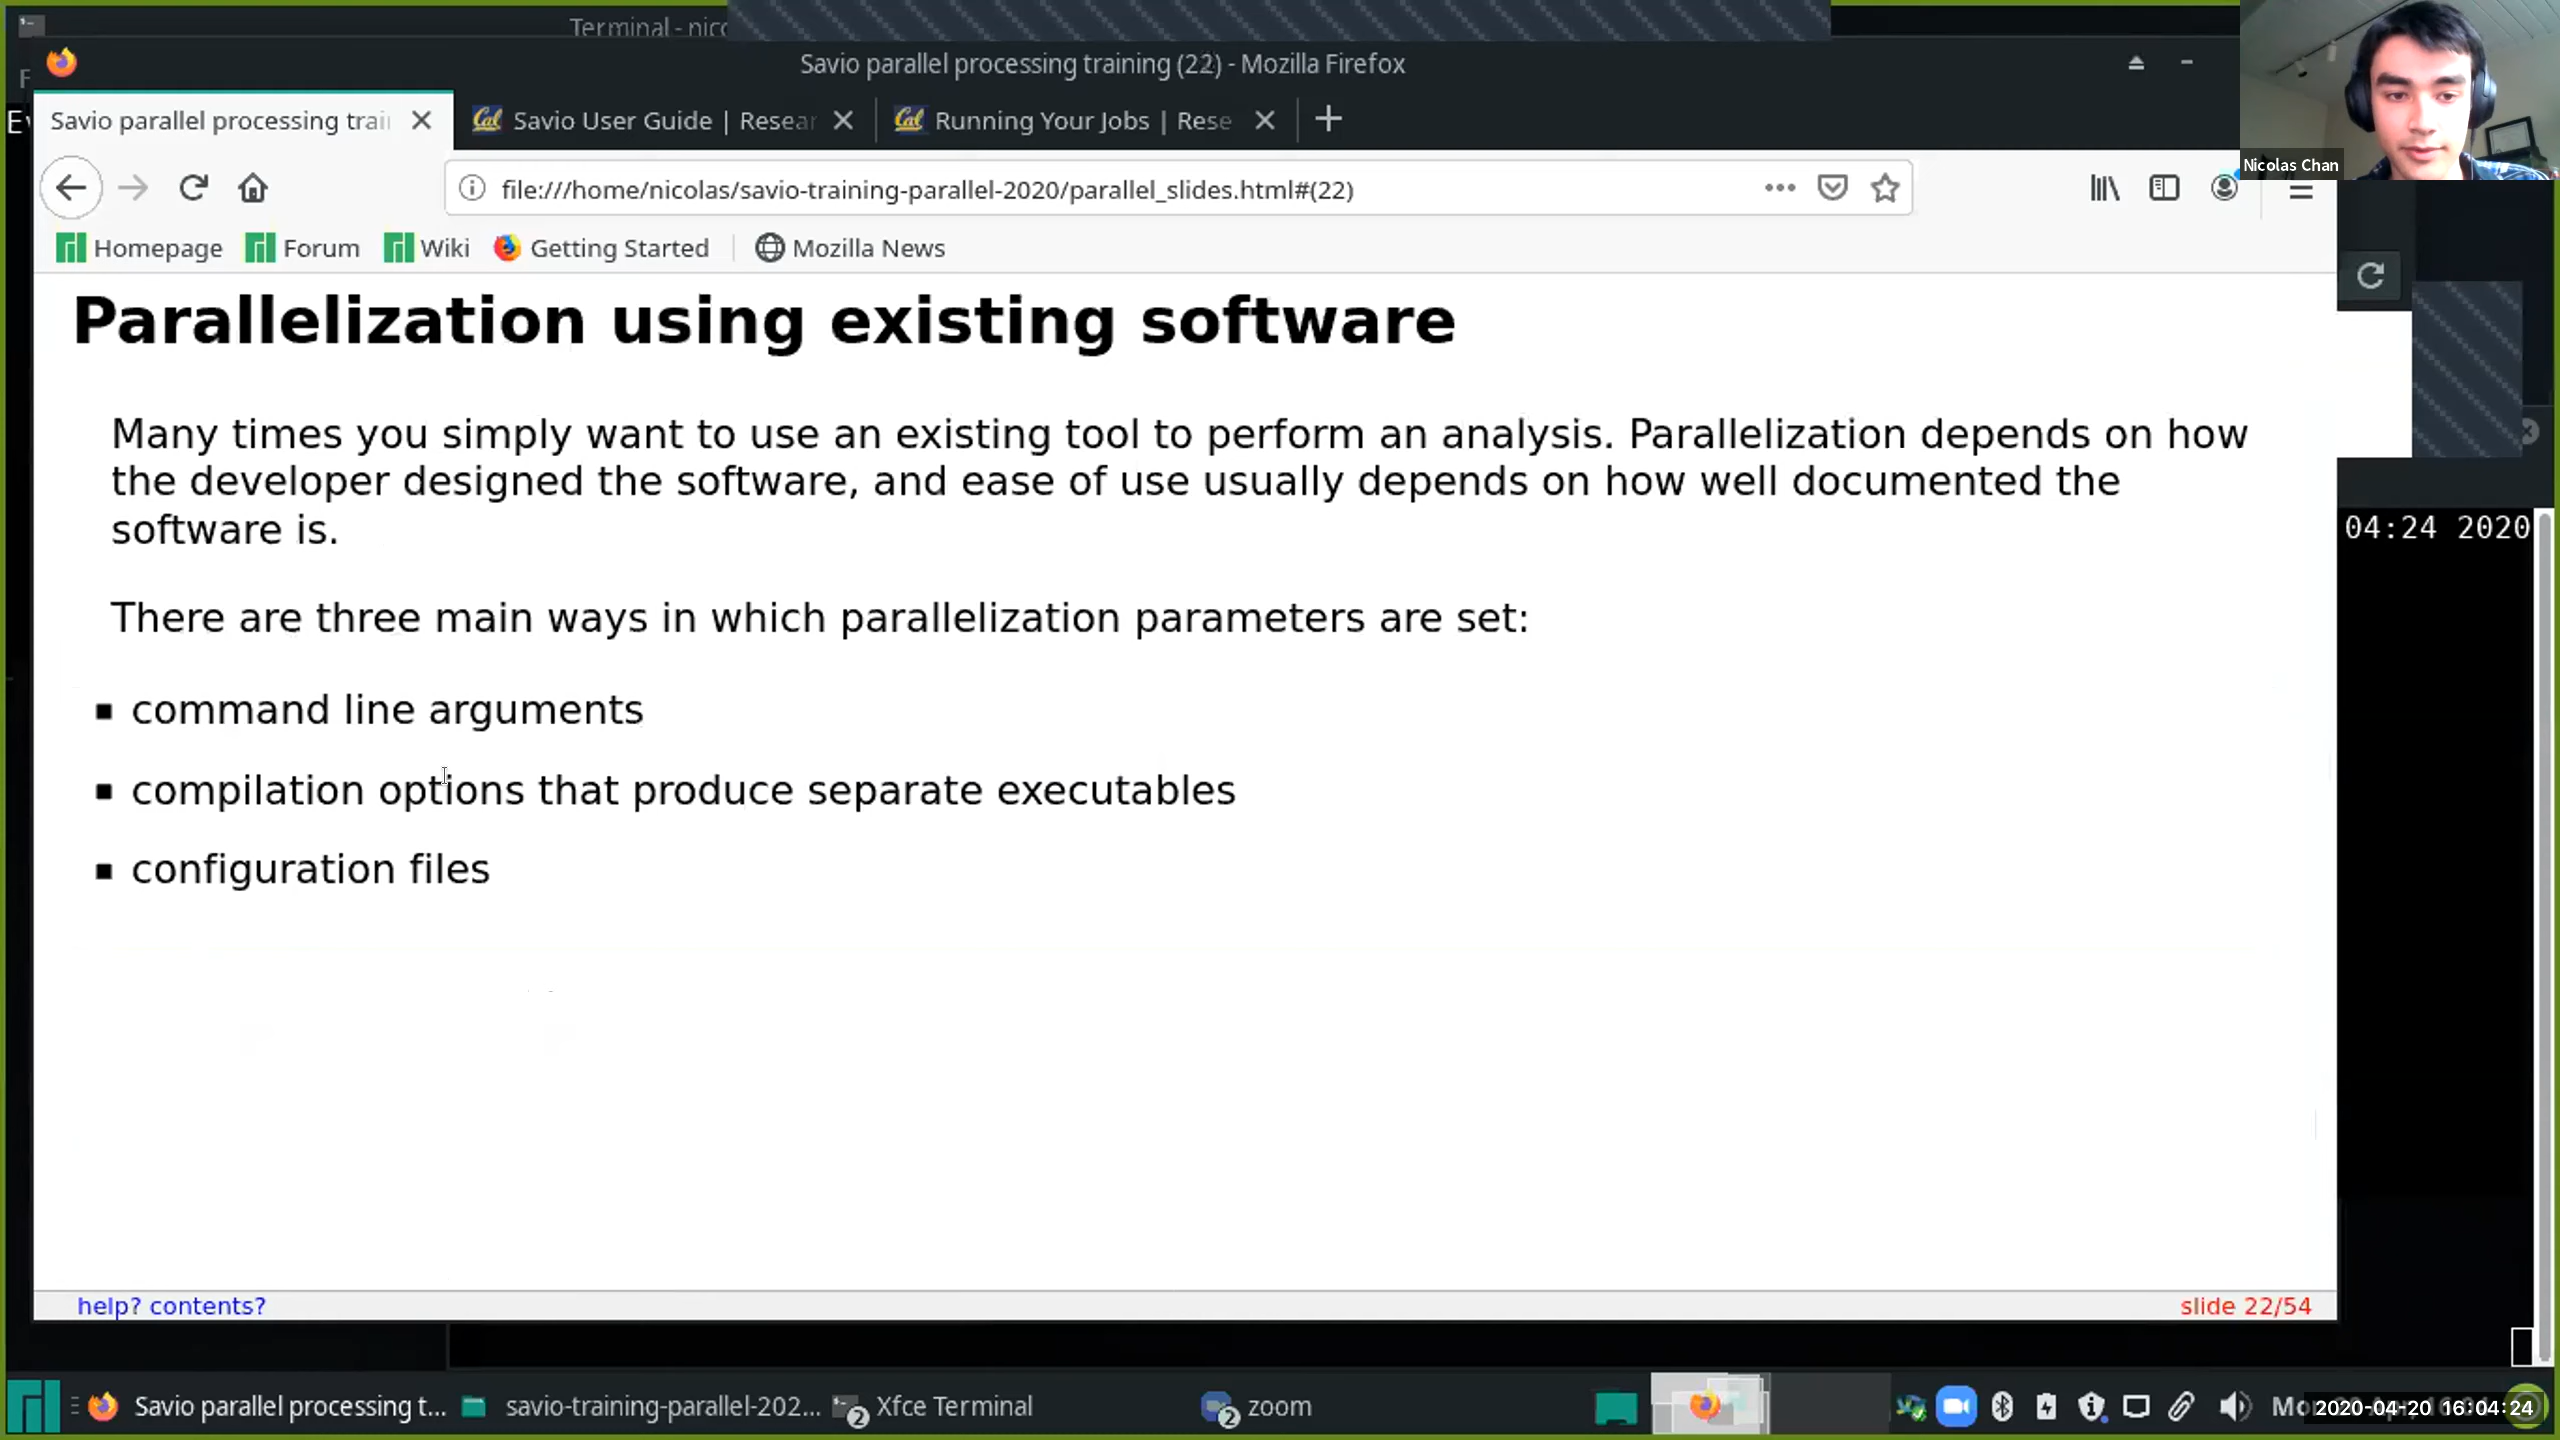 Terminal - nico
Savio parallel processing training (22) - Mozilla Firefox
Savio parallel processing trai
Savio User Guide | Resear
Running Your Jobs | Rese
Nicolas Chan
file:///home/nicolas/savio-training-parallel-2020/parallel_slides.html#(22)
Homepage Forum Wiki Getting Started Mozilla News
Parallelization using existing software
Many times you simply want to use an existing tool to perform an analysis. Parallelization depends on how
the developer designed the software, and ease of use usually depends on how well documented the
software is.
04:24 2020
There are three main ways in which parallelization parameters are set:
command line arguments
compilation options that produce separate executables
configuration files
help? contents?
slide 22/54
Savio parallel processing t... savio-training-parallel-202... 2 Xfce Terminal 2 zoom
2020-04-20 16:04:24